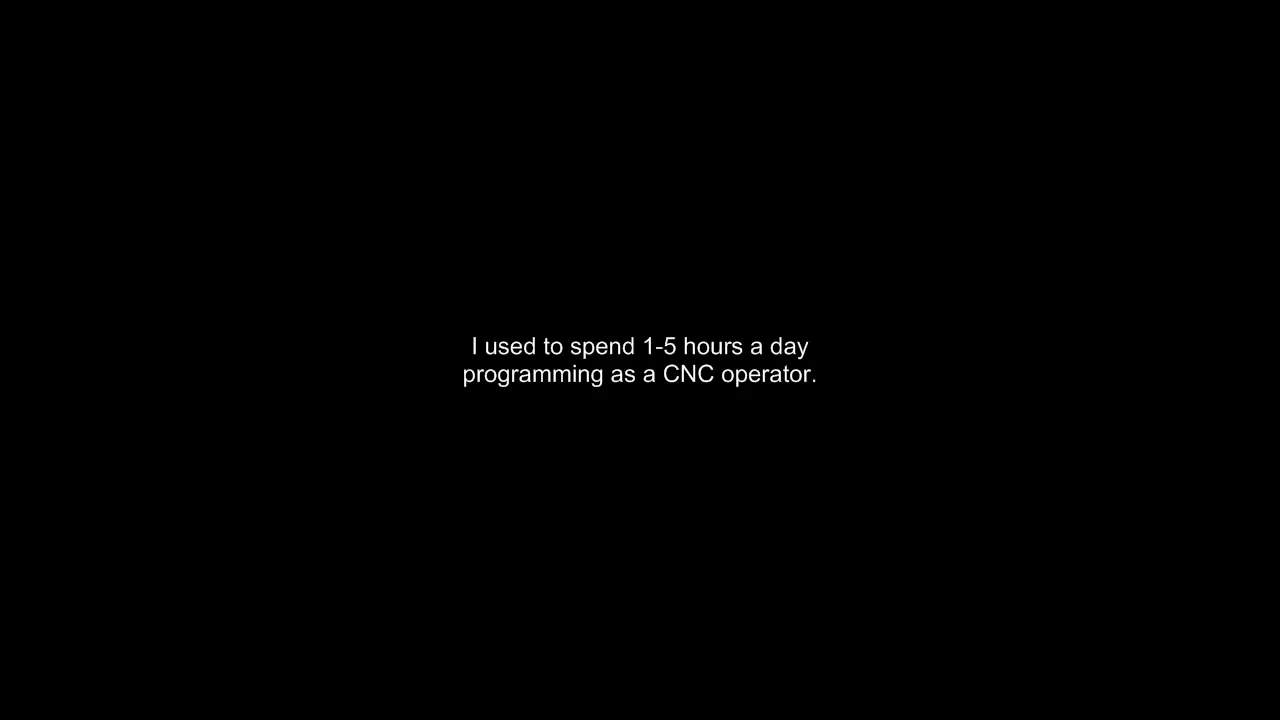 I used to spend 1-5 hours a day
programming as a CNC operator.